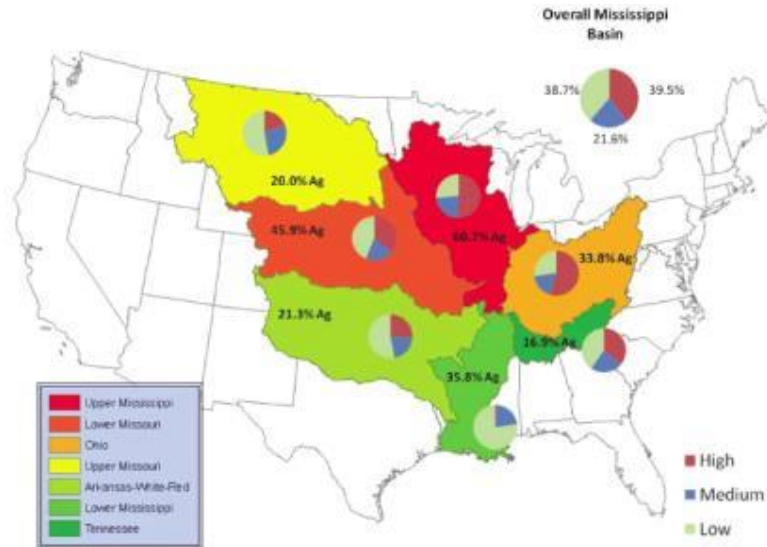 Overall Mississippi
Basin
38.7%
39.5%
21.6%
20.0% Ag
45.9% Ag
60.7% Ag
33.8% Ag
21.3% Ag
16.9% Ag
35.8% Ag
Upper Mississippi
Lower Missouri
Ohio
Upper Missouri
Arkansas-White-Red
Lower Mississippi
Tennessee
High
Medium
Low